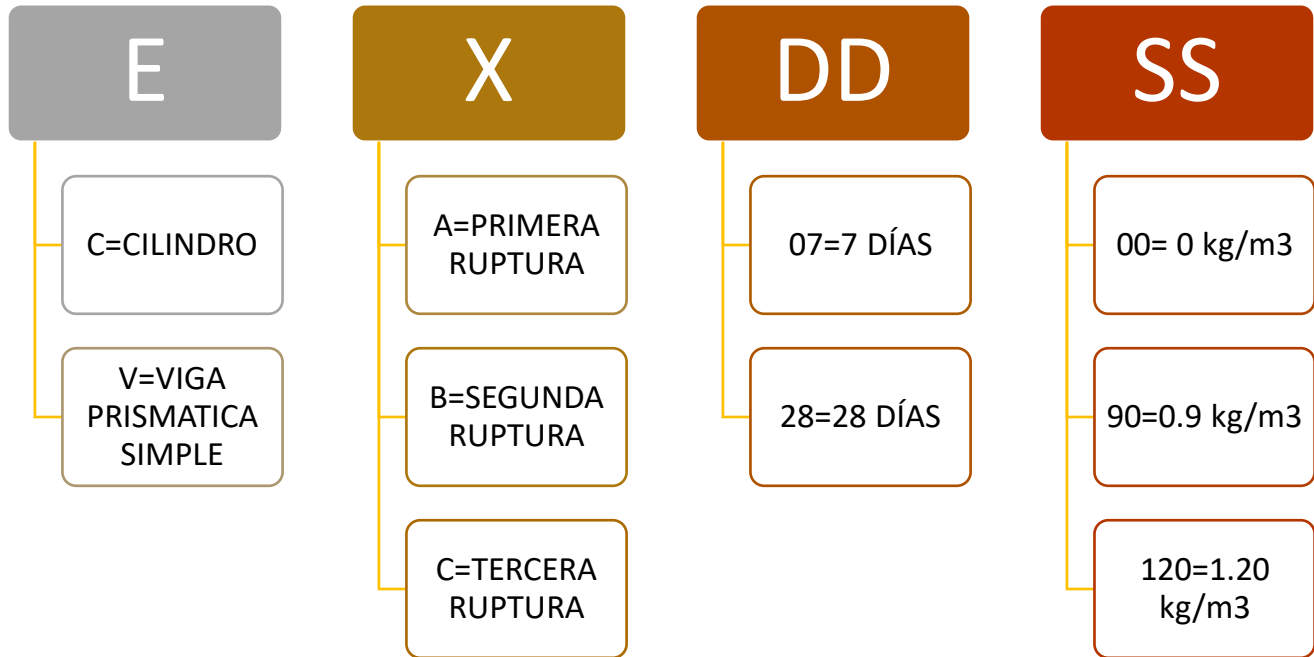 E
C=CILINDRO
V=VIGA
PRISMATICA
SIMPLE
X
A=PRIMERA
RUPTURA
B=SEGUNDA
RUPTURA
C=TERCERA
RUPTURA
DD
07=7 DÍAS
28=28 DÍAS
SS
00= 0 kg/m3
90=0.9 kg/m3
120=1.20
kg/m3